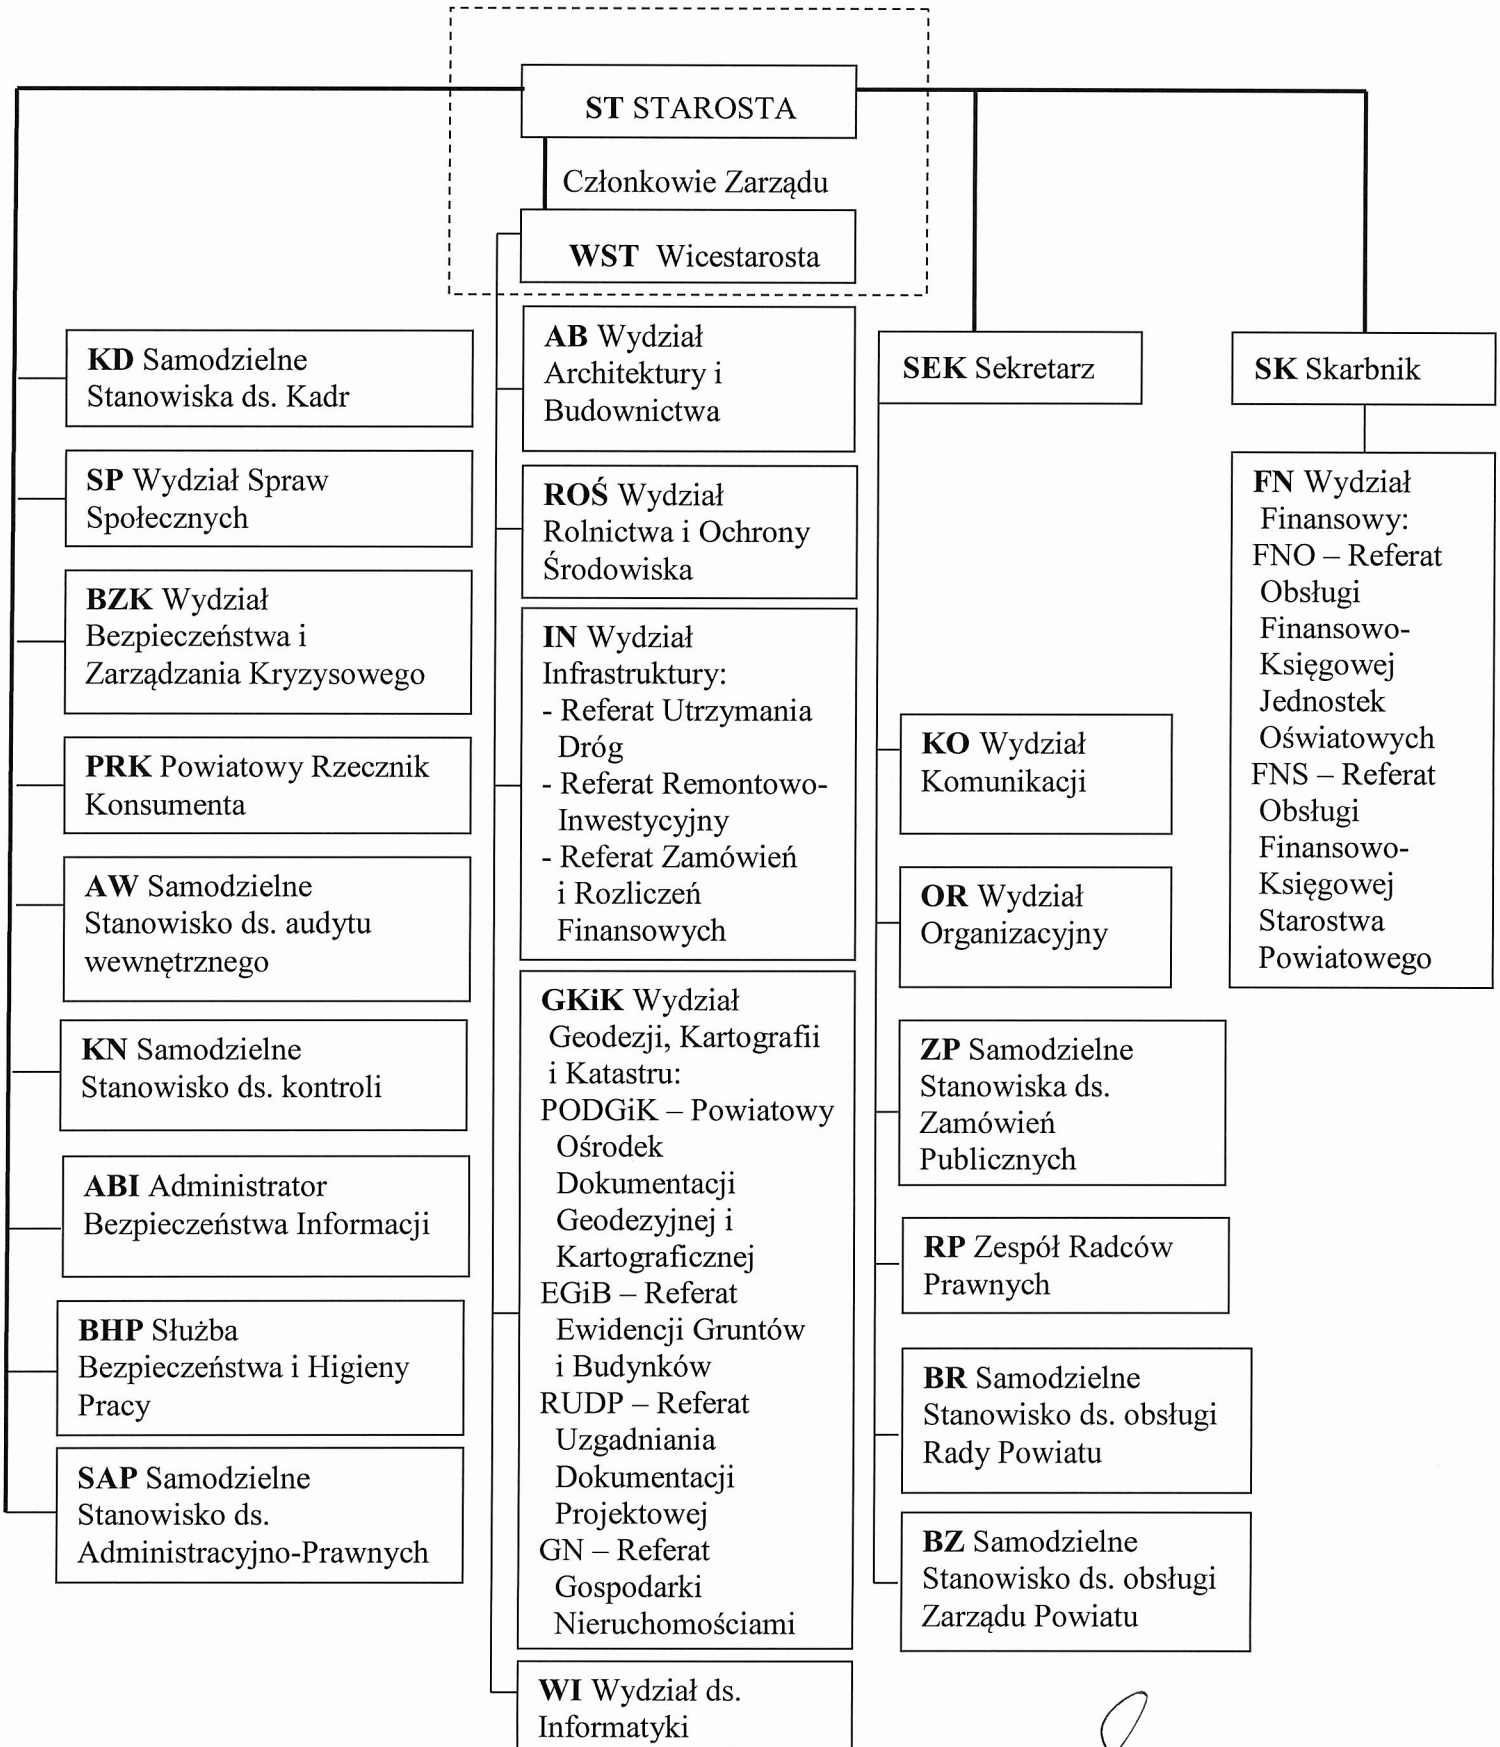 ST STAROSTA
Członkowie Zarządu
WST Wicestarosta
KD Samodzielne
Stanowiska ds. Kadr
SP Wydział Spraw
Społecznych
BZK Wydział
Bezpieczeństwa i
Zarządzania Kryzysowego
PRK Powiatowy Rzecznik
Konsumenta
AW Samodzielne
Stanowisko ds. audytu
wewnętrznego
KN Samodzielne
Stanowisko ds. kontroli
ABI Administrator
Bezpieczeństwa Informacji
BHP Służba
Bezpieczeństwa i Higieny
Pracy
SAP Samodzielne
Stanowisko ds.
Administracyjno-Prawnych
AB Wydział
Architektury i
Budownictwa
ROŚ Wydział
Rolnictwa i Ochrony
Środowiska
IN Wydział
Infrastruktury:
- Referat Utrzymania
Dróg
- Referat Remontowo-
Inwestycyjny
- Referat Zamówień
i Rozliczeń
Finansowych
GKiK Wydział
Geodezji, Kartografii
i Katastru:
PODGiK – Powiatowy
Ośrodek
Dokumentacji
Geodezyjnej i
Kartograficznej
EGiB – Referat
Ewidencji Gruntów
i Budynków
RUDP – Referat
Uzgadniania
Dokumentacji
Projektowej
GN – Referat
Gospodarki
Nieruchomościami
WI Wydział ds.
Informatyki
SEK Sekretarz
KO Wydział
Komunikacji
OR Wydział
Organizacyjny
ZP Samodzielne
Stanowiska ds.
Zamówień
Publicznych
RP Zespół Radców
Prawnych
BR Samodzielne
Stanowisko ds. obsługi
Rady Powiatu
BZ Samodzielne
Stanowisko ds. obsługi
Zarządu Powiatu
SK Skarbnik
FN Wydział
Finansowy:
FNO – Referat
Obsługi
Finansowo-
Księgowej
Jednostek
Oświatowych
FNS – Referat
Obsługi
Finansowo-
Księgowej
Starostwa
Powiatowego